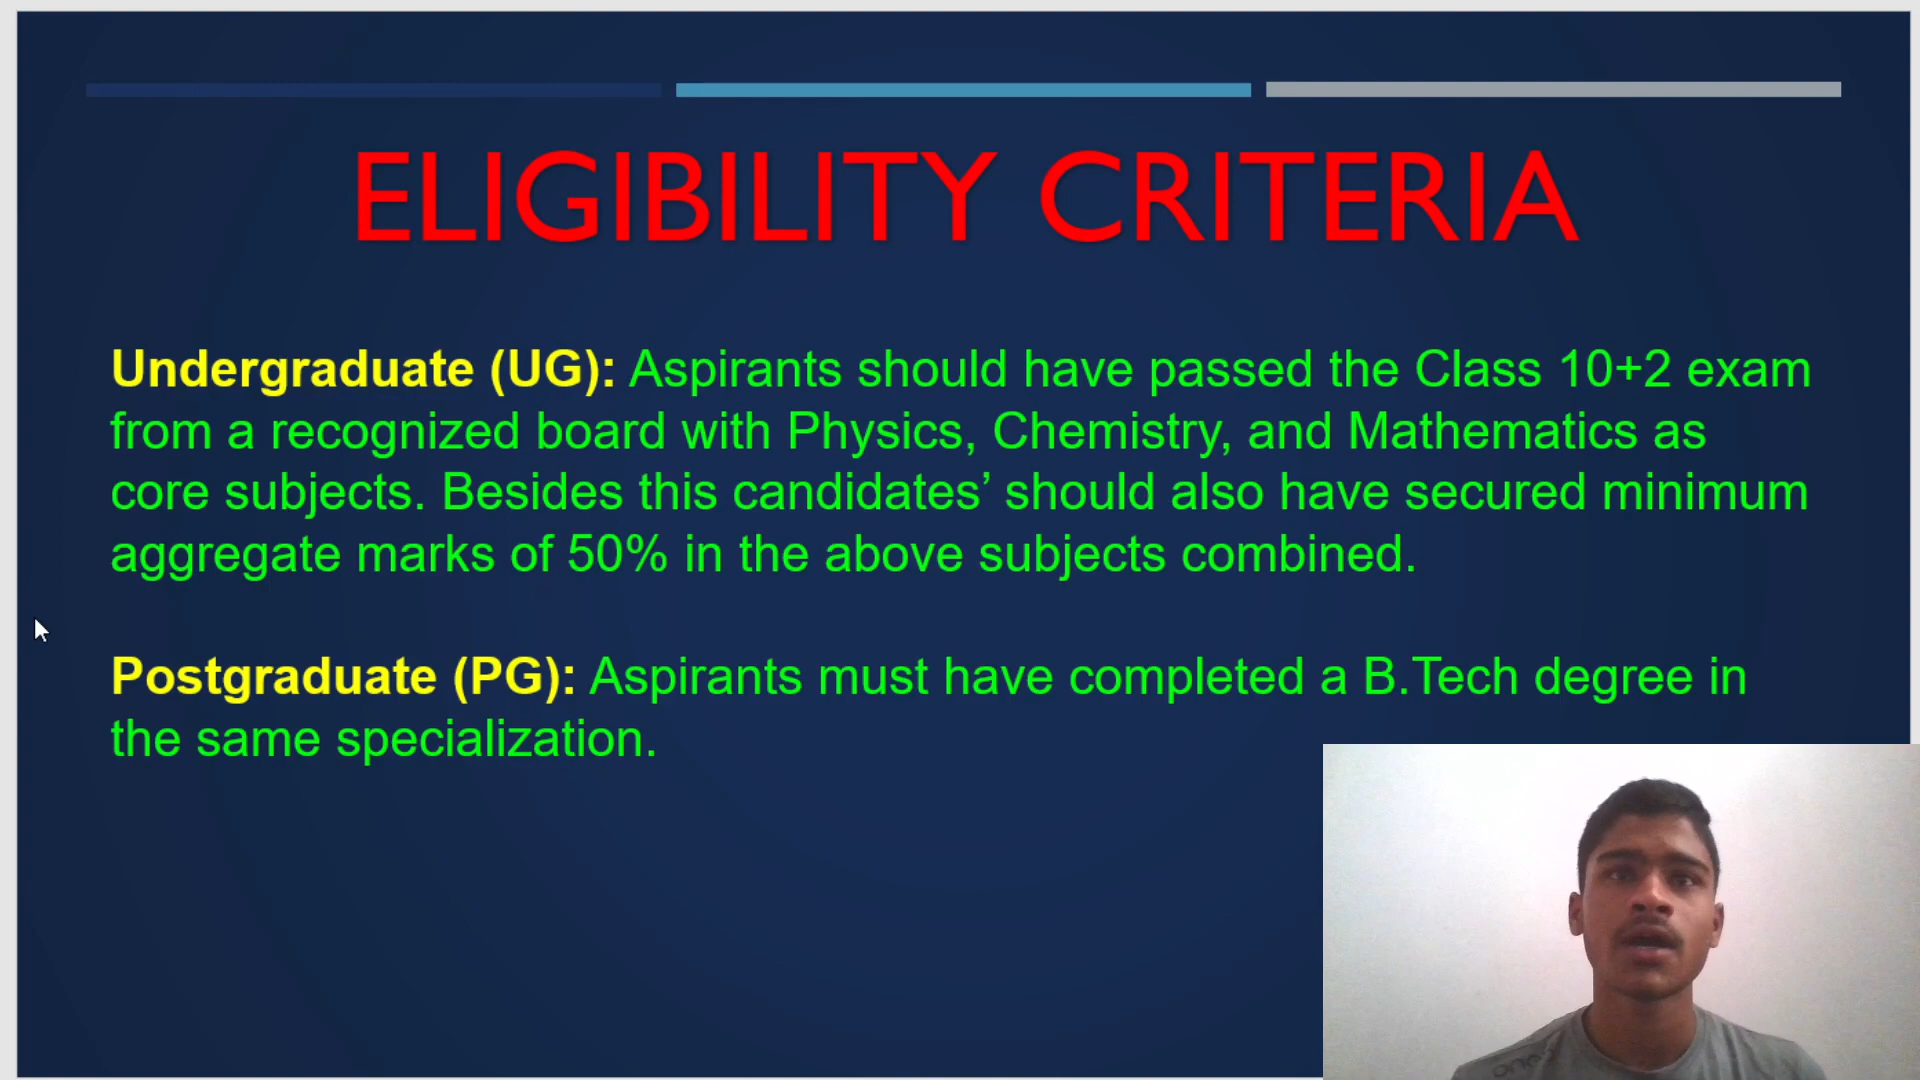 ELIGIBILITY CRITERIA
Undergraduate (UG): Aspirants should have passed the Class 10+2 exam
from a recognized board with Physics, Chemistry, and Mathematics as
core subjects. Besides this candidates’ should also have secured minimum
aggregate marks of 50% in the above subjects combined.
Postgraduate (PG): Aspirants must have completed a B.Tech degree in
the same specialization.